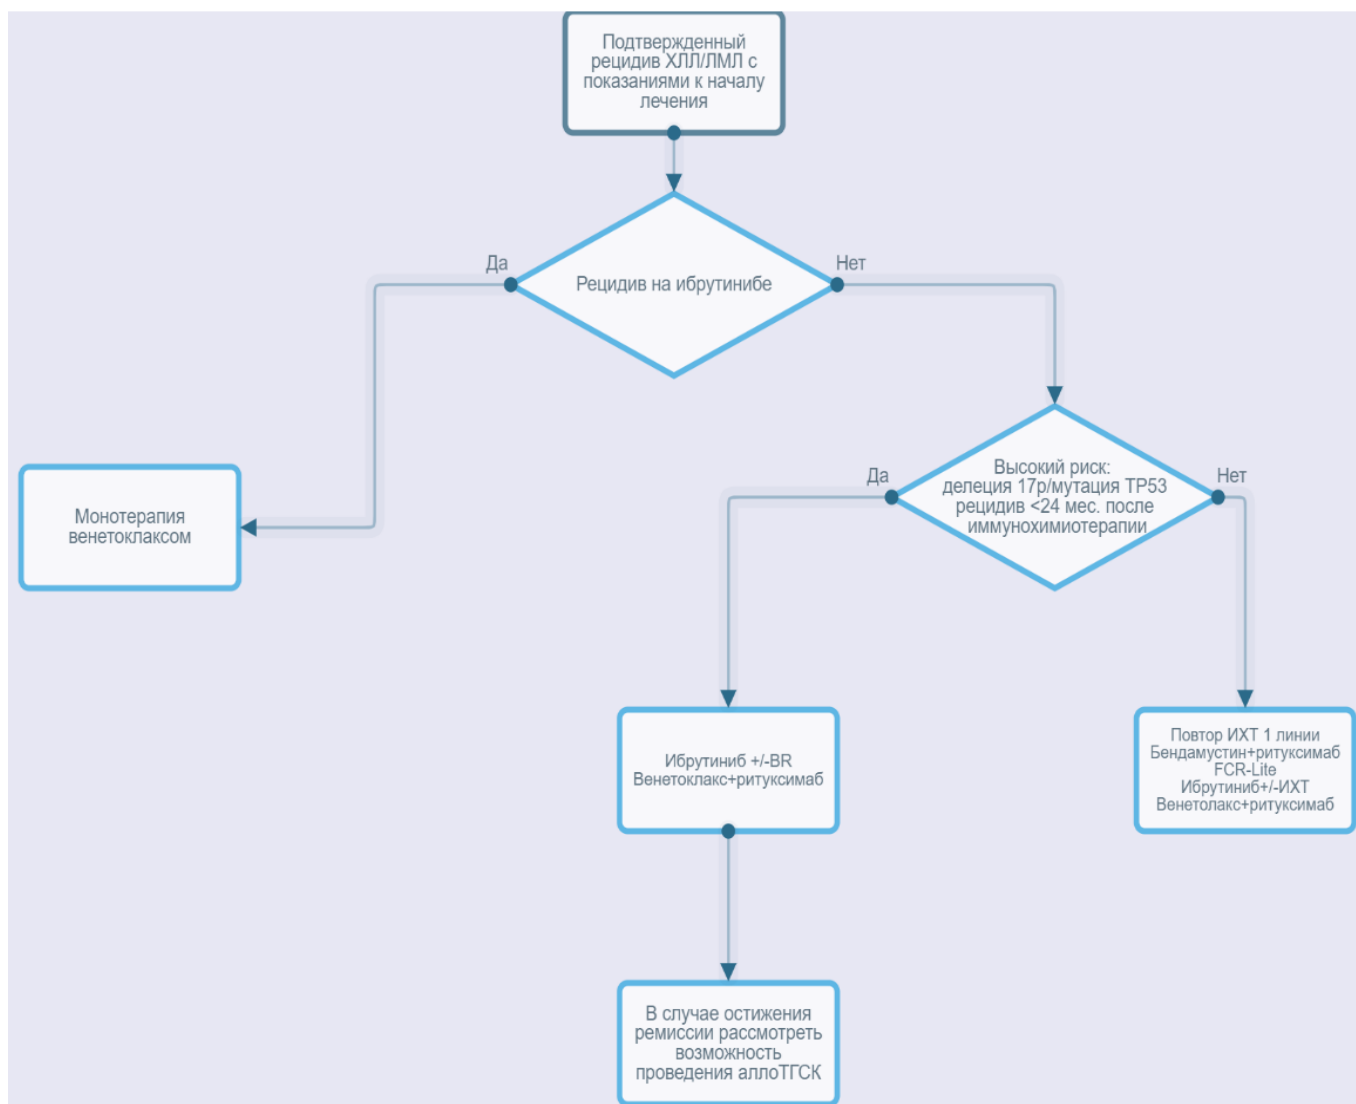 Подтвержденный
рецидив ХЛЛ/ЛМЛ с
показаниями к началу
лечения
Да
Нет
Рецидив на ибрутинибе
Монотерапия
венетоклаксом
Да
Нет
Высокий риск:
делеция 17p/мутация TP53
рецидив <24 мес. после
иммунохимиотерапии
Ибрутиниб +/-BR
Венетоклакс+ритуксимаб
Повтор ИХТ 1 линии
Бендамустин+ритуксимаб
FCR-Lite
Ибрутиниб+/-ИХТ
Венетолакс+ритуксимаб
В случае остижения
ремиссии рассмотреть
возможность
проведения аллоТГСК